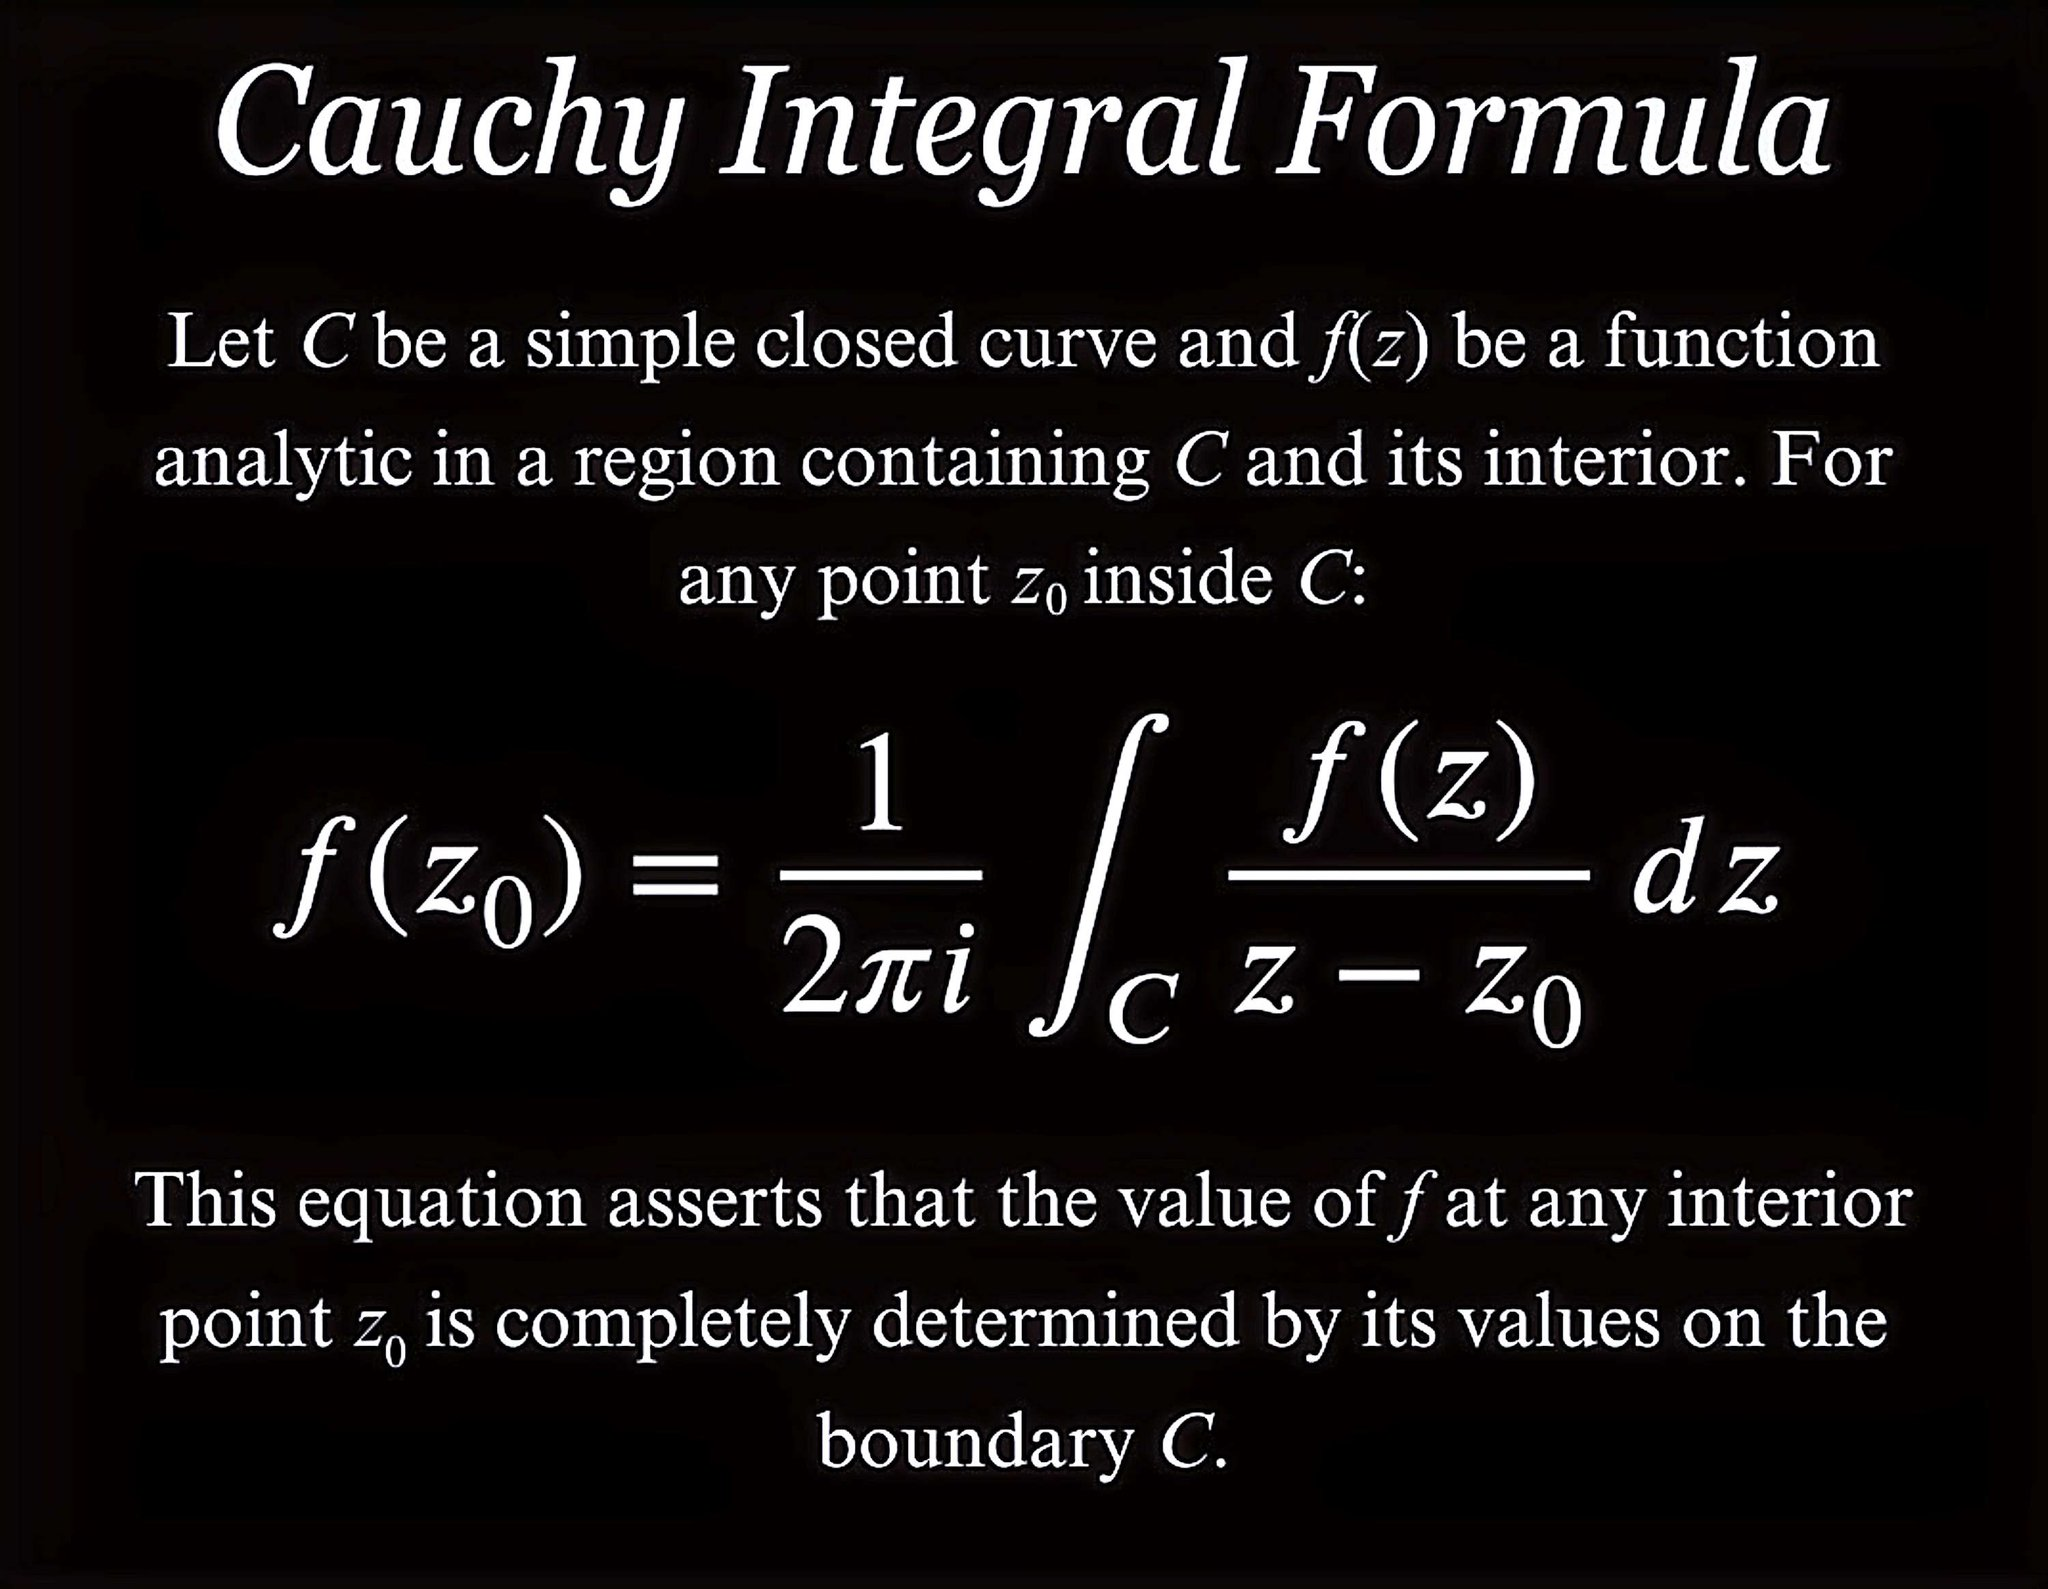 Cauchy Integral Formula
Let C be a simple closed curve and f(z) be a function
analytic in a region containing C and its interior. For
any point z₀ inside C:
f(z₀) = 1/2πi ∫_C f(z)/z − z₀ dz
This equation asserts that the value of f at any interior
point z₀ is completely determined by its values on the
boundary C.